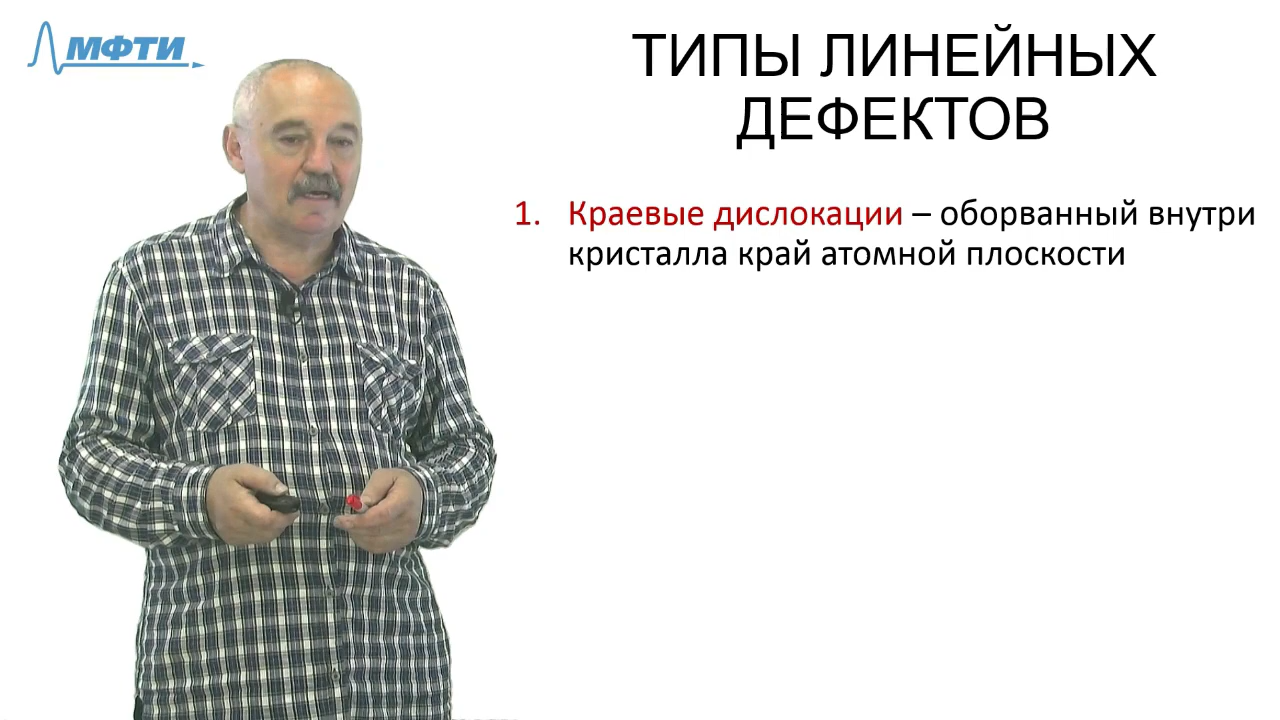 МФТИ
ТИПЫ ЛИНЕЙНЫХ
ДЕФЕКТОВ
1. Краевые дислокации – оборванный внутри
кристалла край атомной плоскости